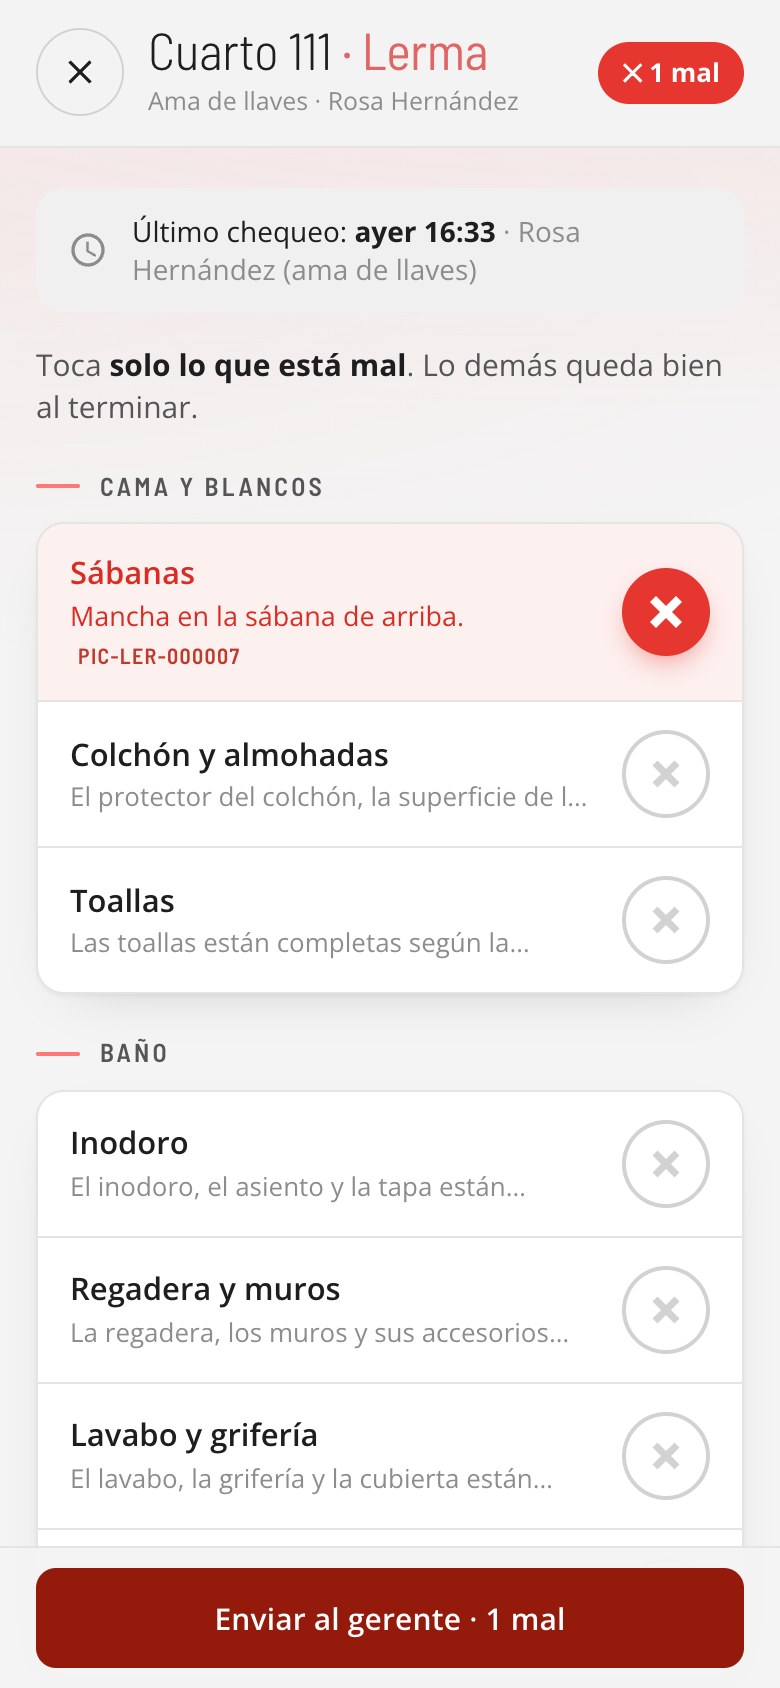 Cuarto 111 · Lerma
Ama de llaves · Rosa Hernández
1 mal
Último chequeo: ayer 16:33 · Rosa
Hernández (ama de llaves)
Toca solo lo que está mal. Lo demás queda bien
al terminar.
CAMA Y BLANCOS
Sábanas
Mancha en la sábana de arriba.
PIC-LER-000007
Colchón y almohadas
El protector del colchón, la superficie de l...
Toallas
Las toallas están completas según la...
BAÑO
Inodoro
El inodoro, el asiento y la tapa están...
Regadera y muros
La regadera, los muros y sus accesorios...
Lavabo y grifería
El lavabo, la grifería y la cubierta están...
Enviar al gerente · 1 mal